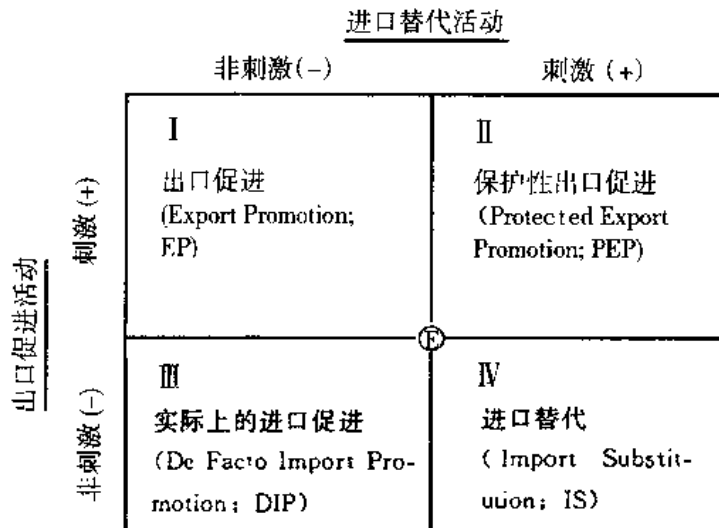 进口替代活动
非刺激(-)
刺激(+)
出口促进活动
刺激(+)
非刺激(-)
I
出口促进
(Export Promotion;
EP)
II
保护性出口促进
(Protected Export
Promotion; PEP)
F
III
实际上的进口促进
(De Facto Import Pro-
motion; DIP)
IV
进口替代
(Import Substit-
uuion; IS)